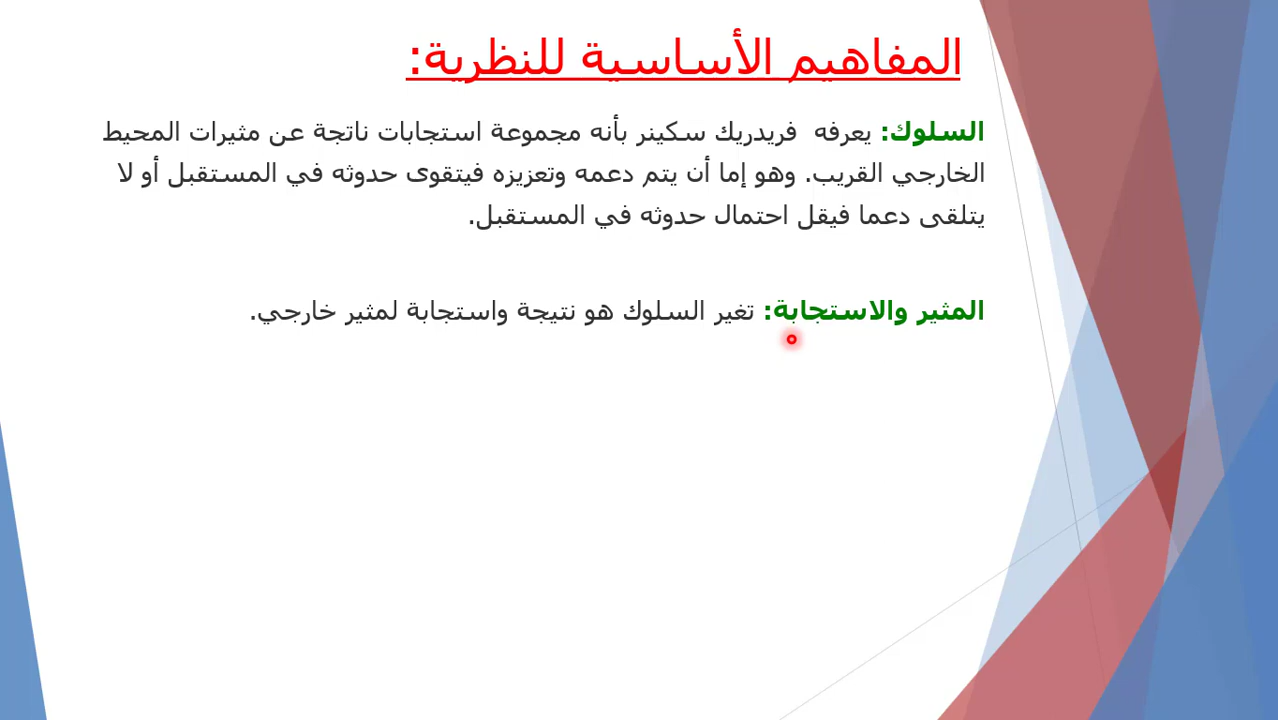 المفاهيم الأساسية للنظرية:
السلوك: يعرفه فريدريك سكينر بأنه مجموعة استجابات ناتجة عن مثيرات المحيط
الخارجي القريب. وهو إما أن يتم دعمه وتعزيزه فيتقوى حدوثه في المستقبل أو لا
يتلقى دعما فيقل احتمال حدوثه في المستقبل.
المثير والاستجابة: تغير السلوك هو نتيجة واستجابة لمثير خارجي.